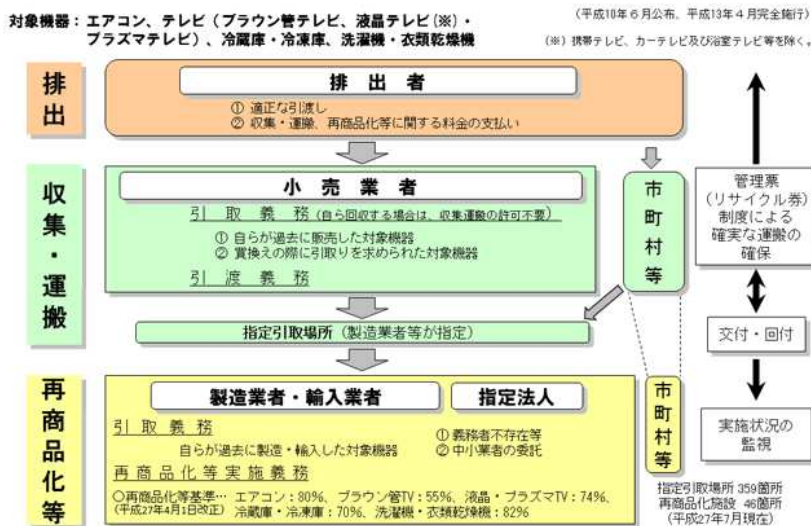 対象機器：エアコン、テレビ（ブラウン管テレビ、液晶テレビ(※)・
プラズマテレビ）、冷蔵庫・冷凍庫、洗濯機・衣類乾燥機
（平成10年６月公布、平成13年４月完全施行）
（※）携帯テレビ、カーテレビ及び浴室テレビ等を除く。
排出
排出者
① 適正な引渡し
② 収集・運搬、再商品化等に関する料金の支払い
収集・運搬
小売業者
引取義務（自ら回収する場合は、収集運搬の許可不要）
① 自らが過去に販売した対象機器
② 買換えの際に引取りを求められた対象機器
引渡義務
市町村等
指定引取場所（製造業者等が指定）
管理票
（リサイクル券）
制度による
確実な運搬の
確保
交付・回付
実施状況の
監視
再商品化等
製造業者・輸入業者
指定法人
引取義務
自らが過去に製造・輸入した対象機器
① 義務者不存在等
② 中小業者の委託
再商品化等実施義務
○再商品化等基準… エアコン：80%、ブラウン管TV：55%、液晶・プラズマTV：74%、
(平成27年4月1日改正) 冷蔵庫・冷凍庫：70%、洗濯機・衣類乾燥機：82%
市町村等
指定引取場所 359箇所
再商品化施設 46箇所
（平成27年7月現在）